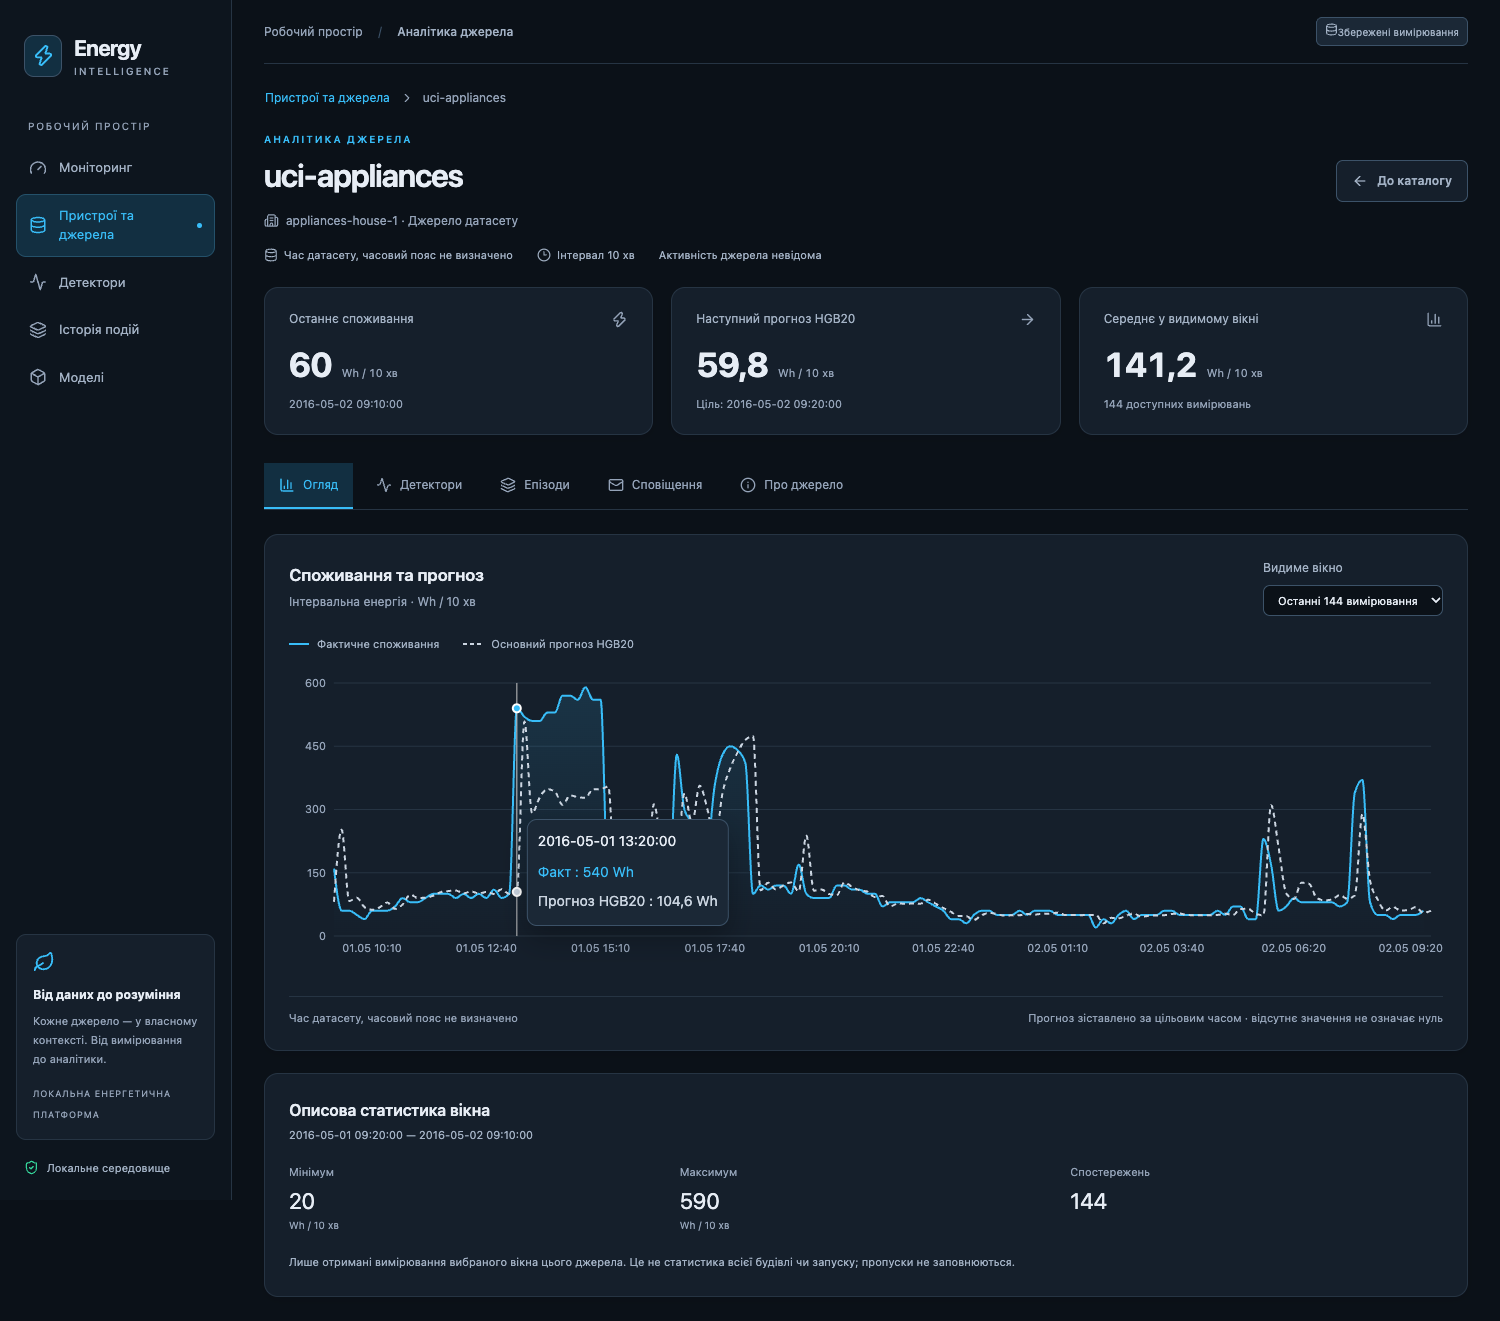 Energy
INTELLIGENCE
РОБОЧИЙ ПРОСТІР
Моніторинг
Пристрої та
джерела
Детектори
Історія подій
Моделі
Від даних до розуміння
Кожне джерело — у власному
контексті. Від вимірювання
до аналітики.
ЛОКАЛЬНА ЕНЕРГЕТИЧНА
ПЛАТФОРМА
Локальне середовище
Робочий простір / Аналітика джерела
Збережені вимірювання
Пристрої та джерела > uci-appliances
АНАЛІТИКА ДЖЕРЕЛА
uci-appliances
До каталогу
appliances-house-1 · Джерело датасету
Час датасету, часовий пояс не визначено
Інтервал 10 хв
Активність джерела невідома
Останнє споживання
60 Wh / 10 хв
2016-05-02 09:10:00
Наступний прогноз HGB20
59,8 Wh / 10 хв
Ціль: 2016-05-02 09:20:00
Середнє у видимому вікні
141,2 Wh / 10 хв
144 доступних вимірювань
Огляд
Детектори
Епізоди
Сповіщення
Про джерело
Споживання та прогноз
Інтервальна енергія · Wh / 10 хв
Видиме вікно
Останні 144 вимірювання
Фактичне споживання
Основний прогноз HGB20
600
450
300
150
0
2016-05-01 13:20:00
Факт : 540 Wh
Прогноз HGB20 : 104,6 Wh
01.05 10:10
01.05 12:40
01.05 15:10
01.05 17:40
01.05 20:10
01.05 22:40
02.05 01:10
02.05 03:40
02.05 06:20
02.05 09:20
Час датасету, часовий пояс не визначено
Прогноз зіставлено за цільовим часом · відсутнє значення не означає нуль
Описова статистика вікна
2016-05-01 09:20:00 — 2016-05-02 09:10:00
Мінімум
20
Wh / 10 хв
Максимум
590
Wh / 10 хв
Спостережень
144
Лише отримані вимірювання вибраного вікна цього джерела. Це не статистика всієї будівлі чи запуску; пропуски не заповнюються.